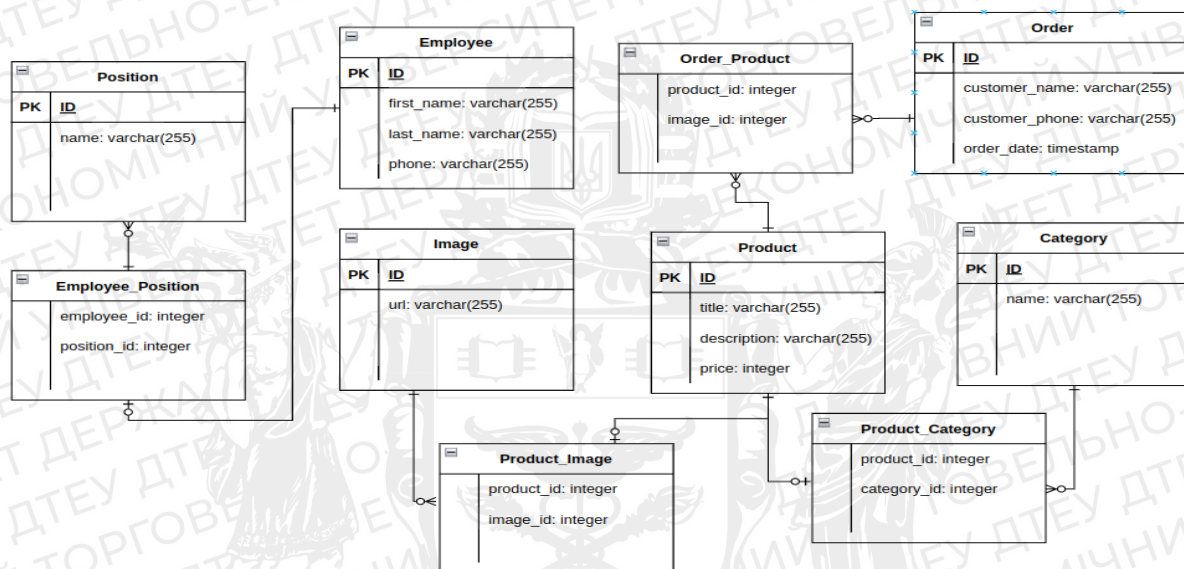 Position
PK ID
name: varchar(255)
Employee
PK ID
first_name: varchar(255)
last_name: varchar(255)
phone: varchar(255)
Order_Product
product_id: integer
image_id: integer
Order
PK ID
customer_name: varchar(255)
customer_phone: varchar(255)
order_date: timestamp
Employee_Position
employee_id: integer
position_id: integer
Image
PK ID
url: varchar(255)
Product
PK ID
title: varchar(255)
description: varchar(255)
price: integer
Category
PK ID
name: varchar(255)
Product_Image
product_id: integer
image_id: integer
Product_Category
product_id: integer
category_id: integer